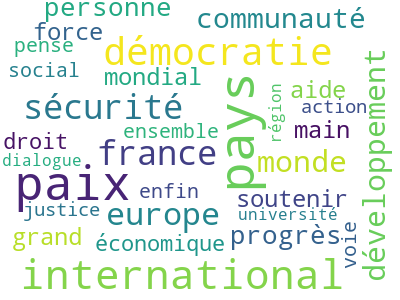 personne
communauté
force
démocratie
pense
social
mondial
pays
développement
aide
sécurité
région
action
ensemble
main
droit
france
monde
dialogue
paix
enfin
soutenir
justice
europe
université
grand
économique
progrès
voie
international